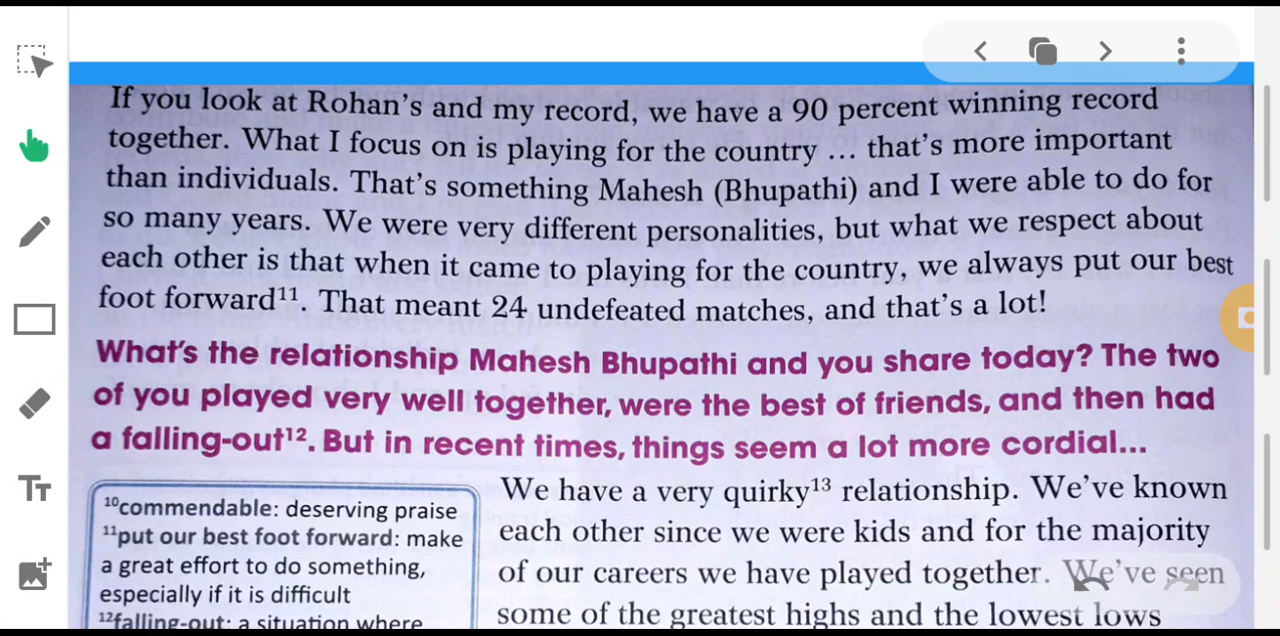 If you look at Rohan's and my record, we have a 90 percent winning record
together. What I focus on is playing for the country ... that's more important
than individuals. That's something Mahesh (Bhupathi) and I were able to do for
so many years. We were very different personalities, but what we respect about
each other is that when it came to playing for the country, we always put our best
foot forward¹¹. That meant 24 undefeated matches, and that's a lot!
What's the relationship Mahesh Bhupathi and you share today? The two
of you played very well together, were the best of friends, and then had
a falling-out¹². But in recent times, things seem a lot more cordial...
We have a very quirky¹³ relationship. We've known
each other since we were kids and for the majority
of our careers we have played together. We've seen
some of the greatest highs and the lowest lows
¹⁰commendable: deserving praise
¹¹put our best foot forward: make
a great effort to do something,
especially if it is difficult
¹²falling-out: a situation where
Tт